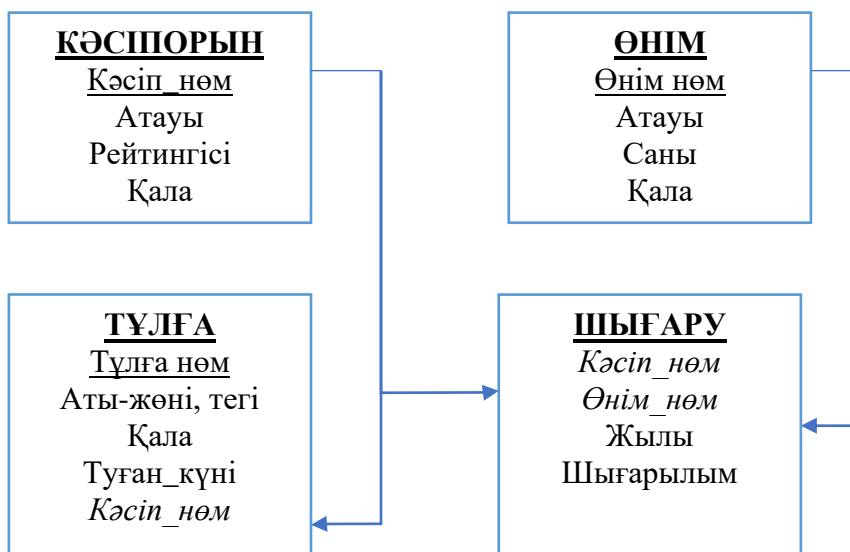 КӘСІПОРЫН
Кәсіп_нөм
Атауы
Рейтингісі
Қала
ӨНІМ
Өнім нөм
Атауы
Саны
Қала
ТҰЛҒА
Тұлға нөм
Аты-жөні, тегі
Қала
Туған_күні
Кәсіп_нөм
ШЫҒАРУ
Кәсіп_нөм
Өнім_нөм
Жылы
Шығарылым